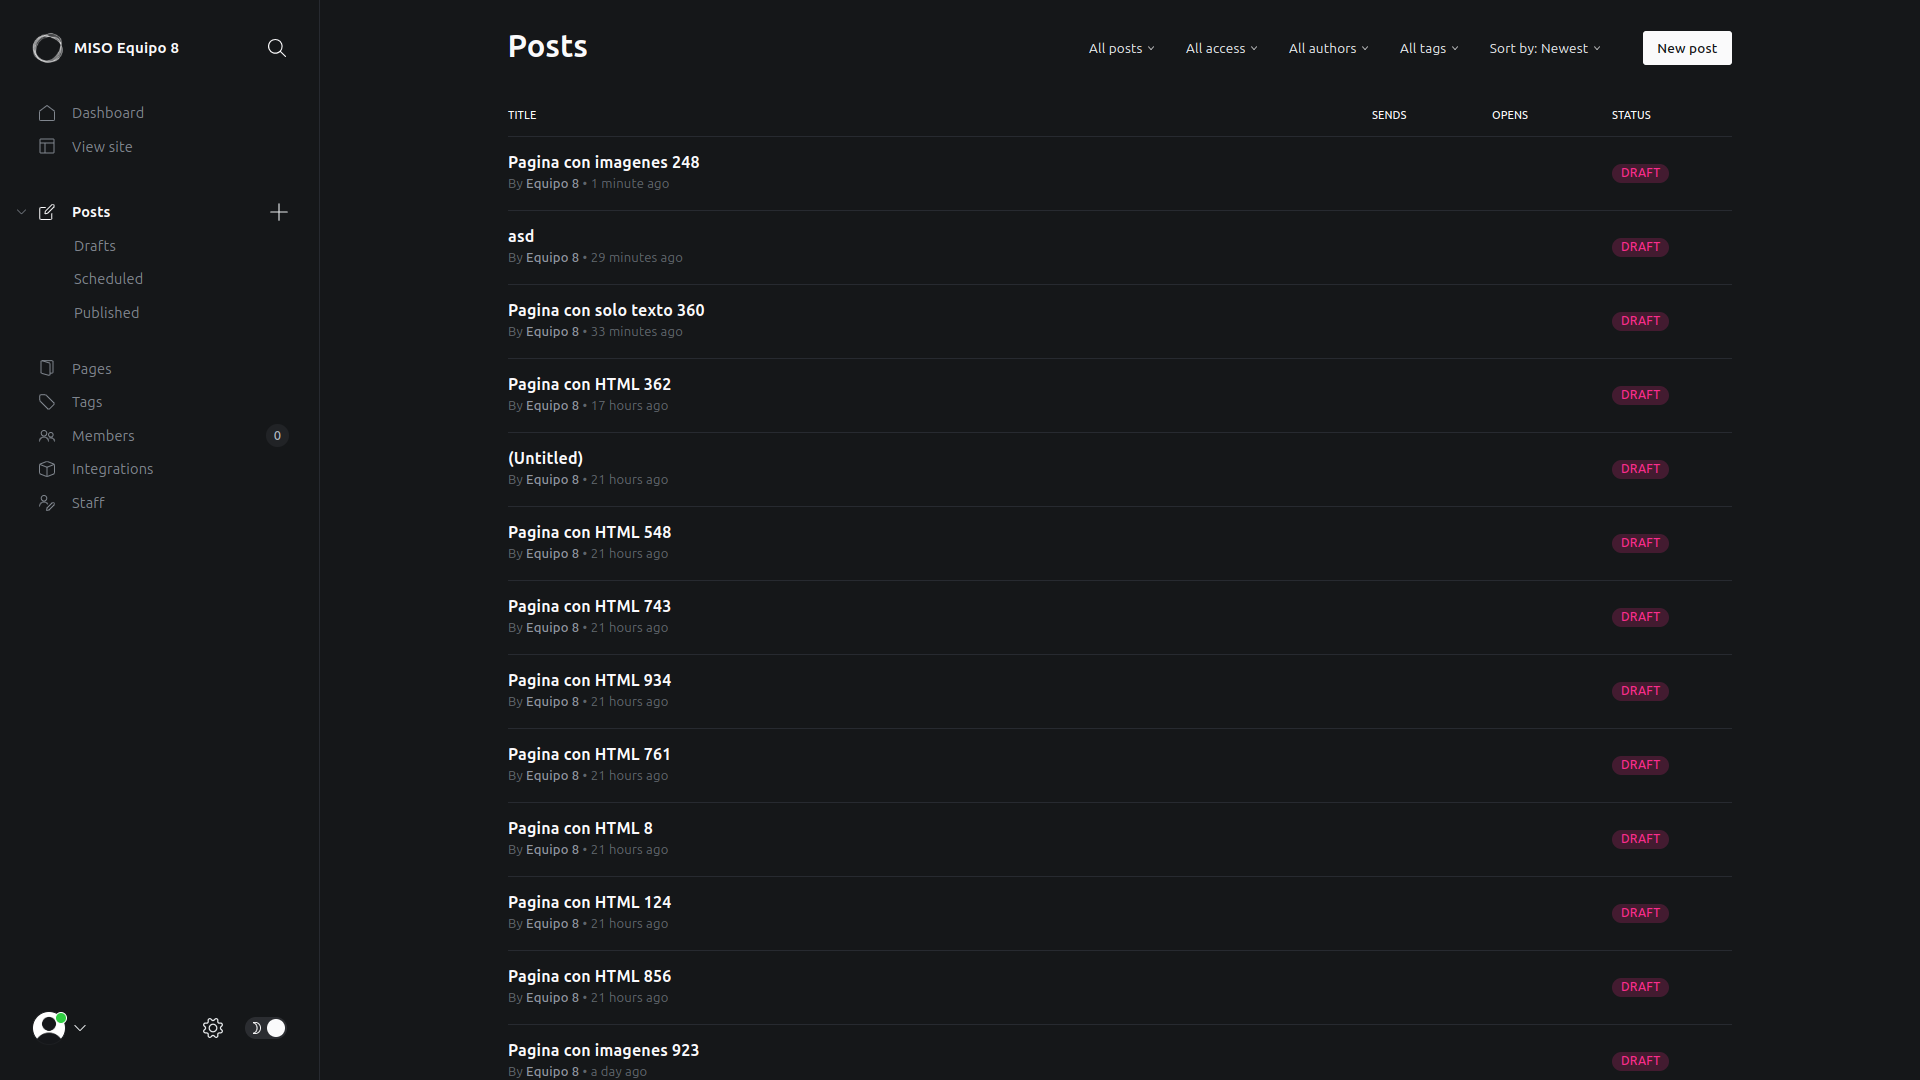 MISO Equipo 8
Dashboard
View site
Posts
Drafts
Scheduled
Published
Pages
Tags
Members 0
Integrations
Staff
Posts
All posts All access All authors All tags Sort by: Newest New post
TITLE SENDS OPENS STATUS
Pagina con imagenes 248
By Equipo 8 • 1 minute ago
DRAFT
asd
By Equipo 8 • 29 minutes ago
DRAFT
Pagina con solo texto 360
By Equipo 8 • 33 minutes ago
DRAFT
Pagina con HTML 362
By Equipo 8 • 17 hours ago
DRAFT
(Untitled)
By Equipo 8 • 21 hours ago
DRAFT
Pagina con HTML 548
By Equipo 8 • 21 hours ago
DRAFT
Pagina con HTML 743
By Equipo 8 • 21 hours ago
DRAFT
Pagina con HTML 934
By Equipo 8 • 21 hours ago
DRAFT
Pagina con HTML 761
By Equipo 8 • 21 hours ago
DRAFT
Pagina con HTML 8
By Equipo 8 • 21 hours ago
DRAFT
Pagina con HTML 124
By Equipo 8 • 21 hours ago
DRAFT
Pagina con HTML 856
By Equipo 8 • 21 hours ago
DRAFT
Pagina con imagenes 923
By Equipo 8 • a day ago
DRAFT